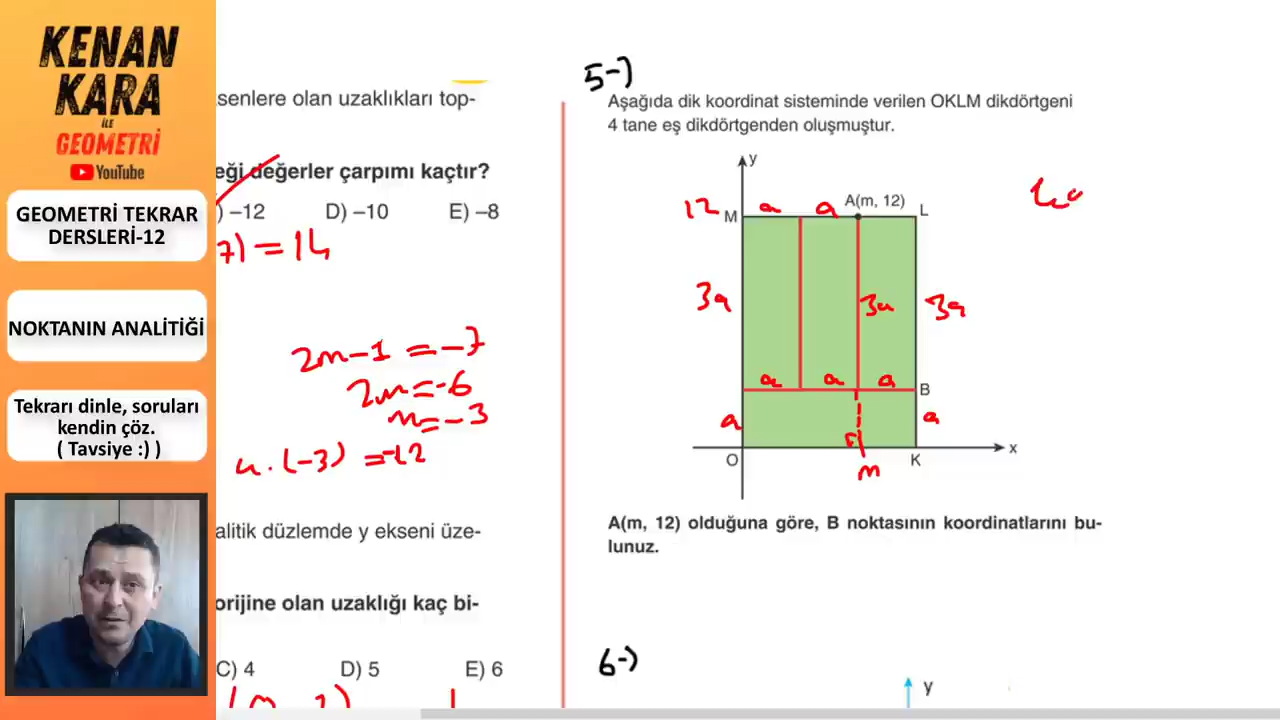 KENAN
KARA
İLE
GEOMETRİ
YouTube
GEOMETRİ TEKRAR
DERSLERİ-12
NOKTANIN ANALİTİĞİ
Tekrarı dinle, soruları
kendin çöz.
( Tavsiye :) )
senlere olan uzaklıkları top-
eği değerler çarpımı kaçtır?
) –12 D) –10 E) –8
7) = 14
2m-1 = -7
2m = -6
m = -3
4.(-3) = -12
alitik düzlemde y ekseni üze-
orijine olan uzaklığı kaç bi-
C) 4 D) 5 E) 6
5-)
Aşağıda dik koordinat sisteminde verilen OKLM dikdörtgeni
4 tane eş dikdörtgenden oluşmuştur.
y
12 M a a A(m, 12) L
3a 3a 3a
a a a B
a a
O K x
m
A(m, 12) olduğuna göre, B noktasının koordinatlarını bu-
lunuz.
6-)
y